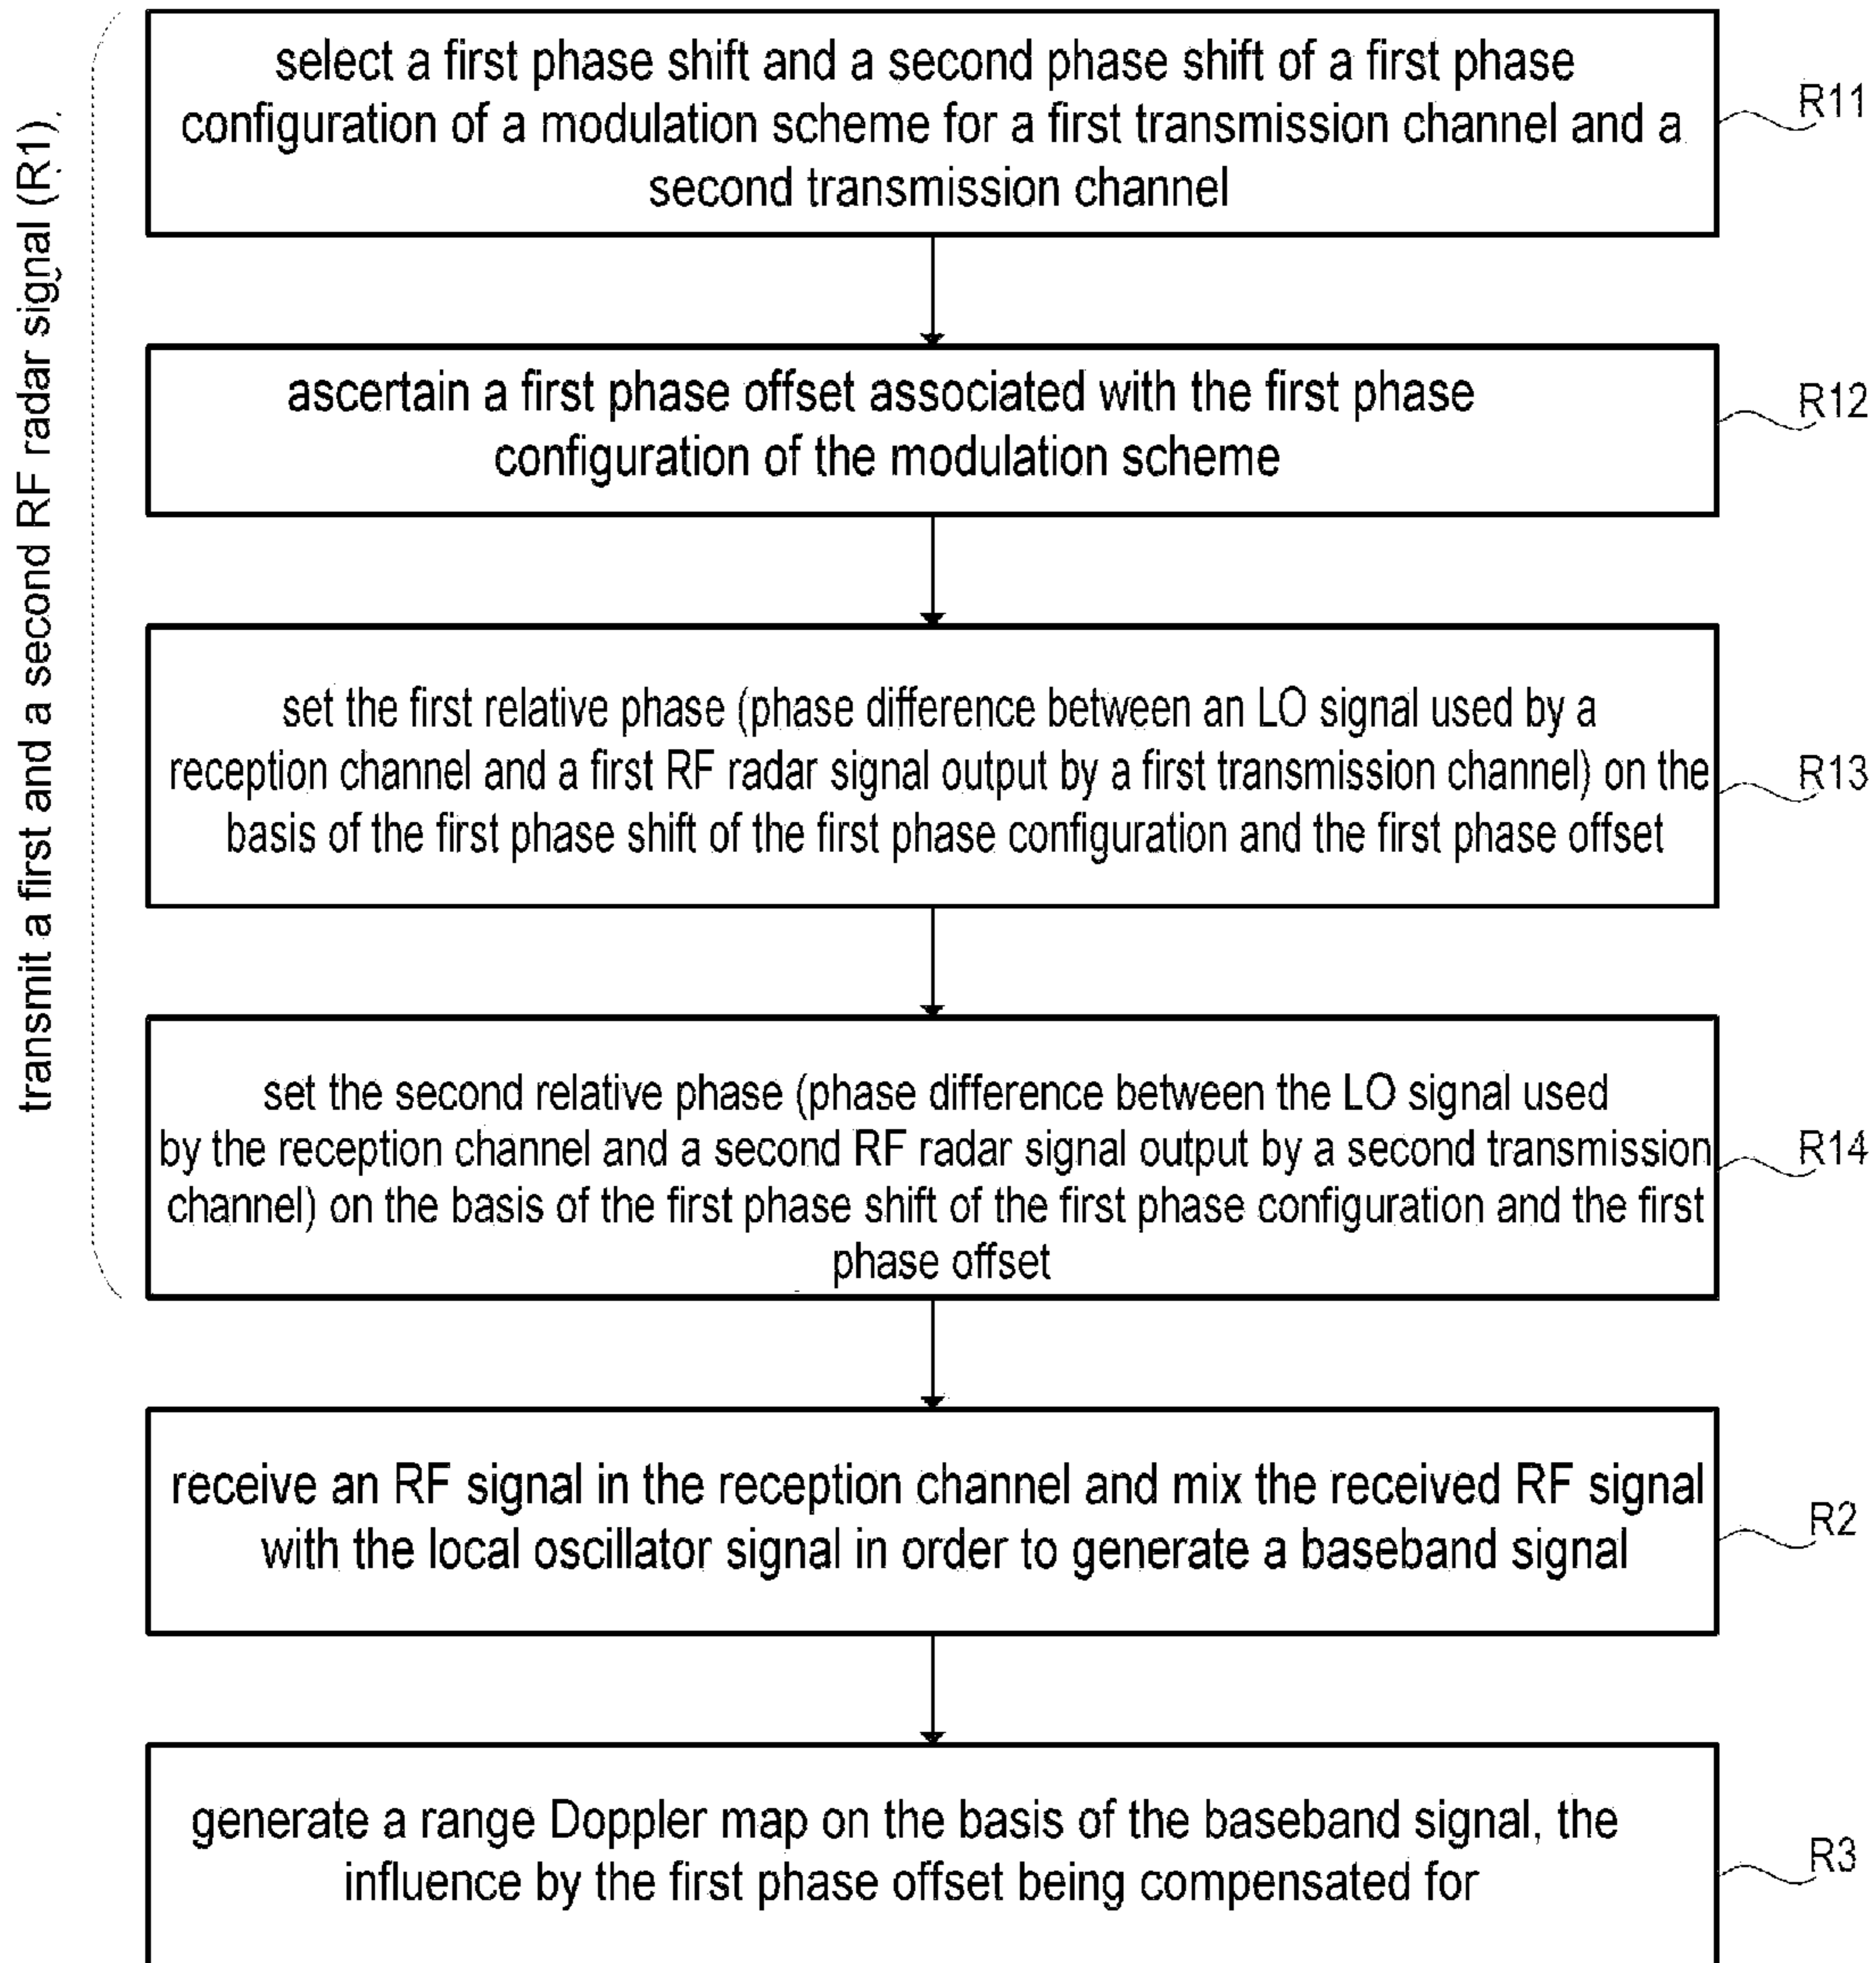 transmit a first and a second RF radar signal (R1)
select a first phase shift and a second phase shift of a first phase
configuration of a modulation scheme for a first transmission channel and a
second transmission channel
R11
ascertain a first phase offset associated with the first phase
configuration of the modulation scheme
R12
set the first relative phase (phase difference between an LO signal used by a
reception channel and a first RF radar signal output by a first transmission channel) on the
basis of the first phase shift of the first phase configuration and the first phase offset
R13
set the second relative phase (phase difference between the LO signal used
by the reception channel and a second RF radar signal output by a second transmission
channel) on the basis of the first phase shift of the first phase configuration and the first
phase offset
R14
receive an RF signal in the reception channel and mix the received RF signal
with the local oscillator signal in order to generate a baseband signal
R2
generate a range Doppler map on the basis of the baseband signal, the
influence by the first phase offset being compensated for
R3